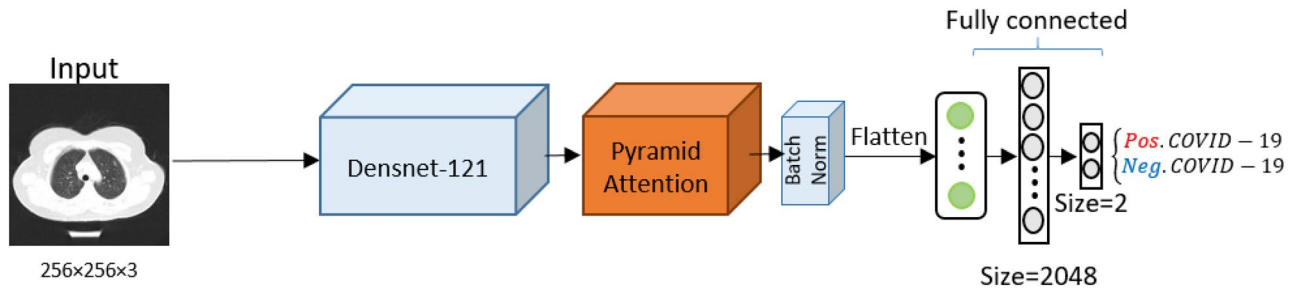 Input
256×256×3
Densnet-121
Pyramid
Attention
Batch
Norm
Flatten
Fully connected
Size=2048
Size=2
Pos.COVID-19
Neg.COVID-19